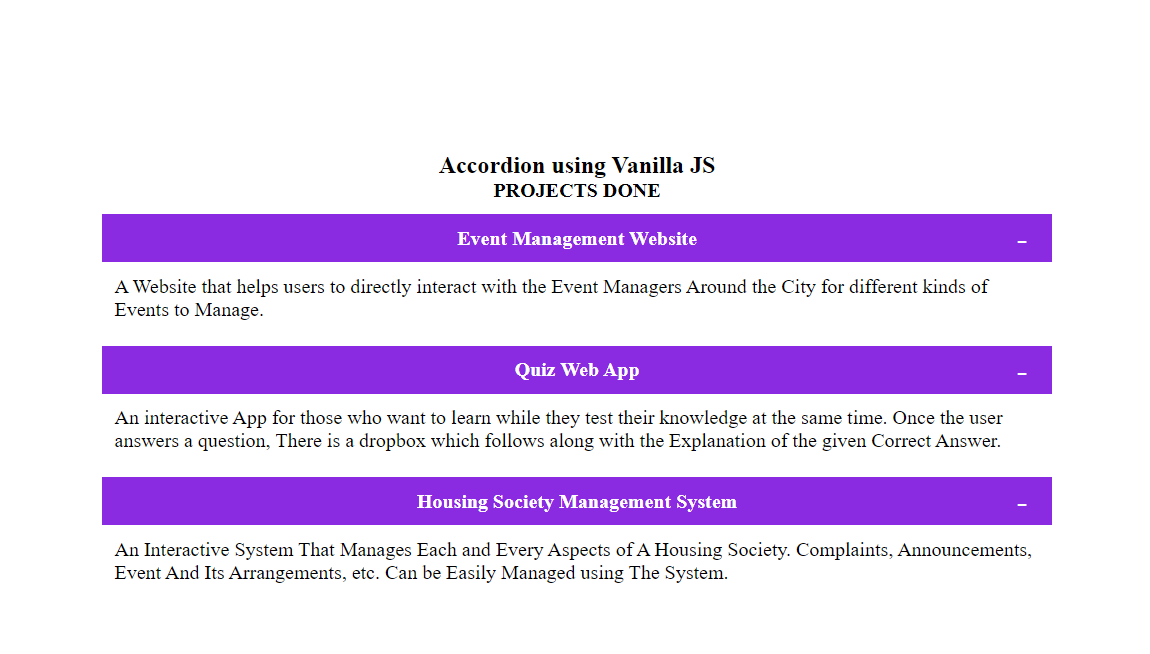 Accordion using Vanilla JS
PROJECTS DONE
Event Management Website –
A Website that helps users to directly interact with the Event Managers Around the City for different kinds of
Events to Manage.
Quiz Web App –
An interactive App for those who want to learn while they test their knowledge at the same time. Once the user
answers a question, There is a dropbox which follows along with the Explanation of the given Correct Answer.
Housing Society Management System –
An Interactive System That Manages Each and Every Aspects of A Housing Society. Complaints, Announcements,
Event And Its Arrangements, etc. Can be Easily Managed using The System.